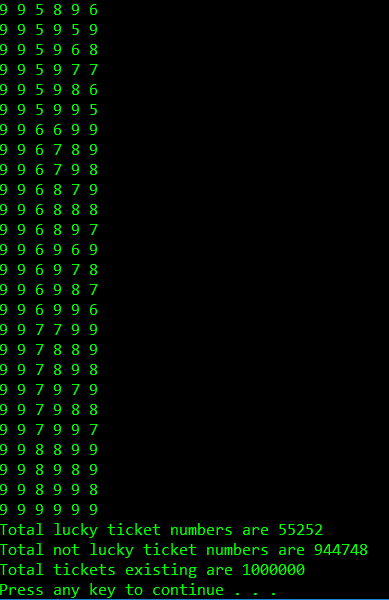 9 9 5 8 9 6
9 9 5 9 5 9
9 9 5 9 6 8
9 9 5 9 7 7
9 9 5 9 8 6
9 9 5 9 9 5
9 9 6 6 9 9
9 9 6 7 8 9
9 9 6 7 9 8
9 9 6 8 7 9
9 9 6 8 8 8
9 9 6 8 9 7
9 9 6 9 6 9
9 9 6 9 7 8
9 9 6 9 8 7
9 9 6 9 9 6
9 9 7 7 9 9
9 9 7 8 8 9
9 9 7 8 9 8
9 9 7 9 7 9
9 9 7 9 8 8
9 9 7 9 9 7
9 9 8 8 9 9
9 9 8 9 8 9
9 9 8 9 9 8
9 9 9 9 9 9
Total lucky ticket numbers are 55252
Total not lucky ticket numbers are 944748
Total tickets existing are 1000000
Press any key to continue . . .